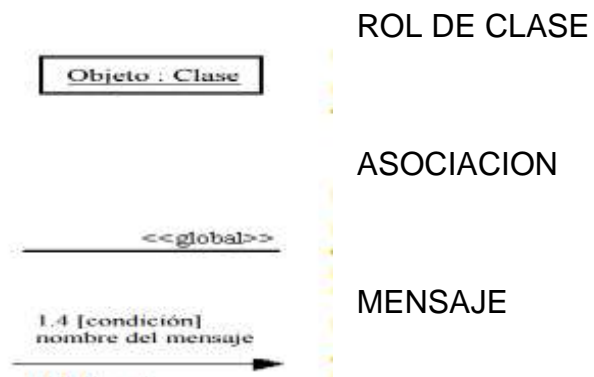 ROL DE CLASE
Objeto : Clase
ASOCIACION
<<global>>
MENSAJE
1.4 [condición]
nombre del mensaje